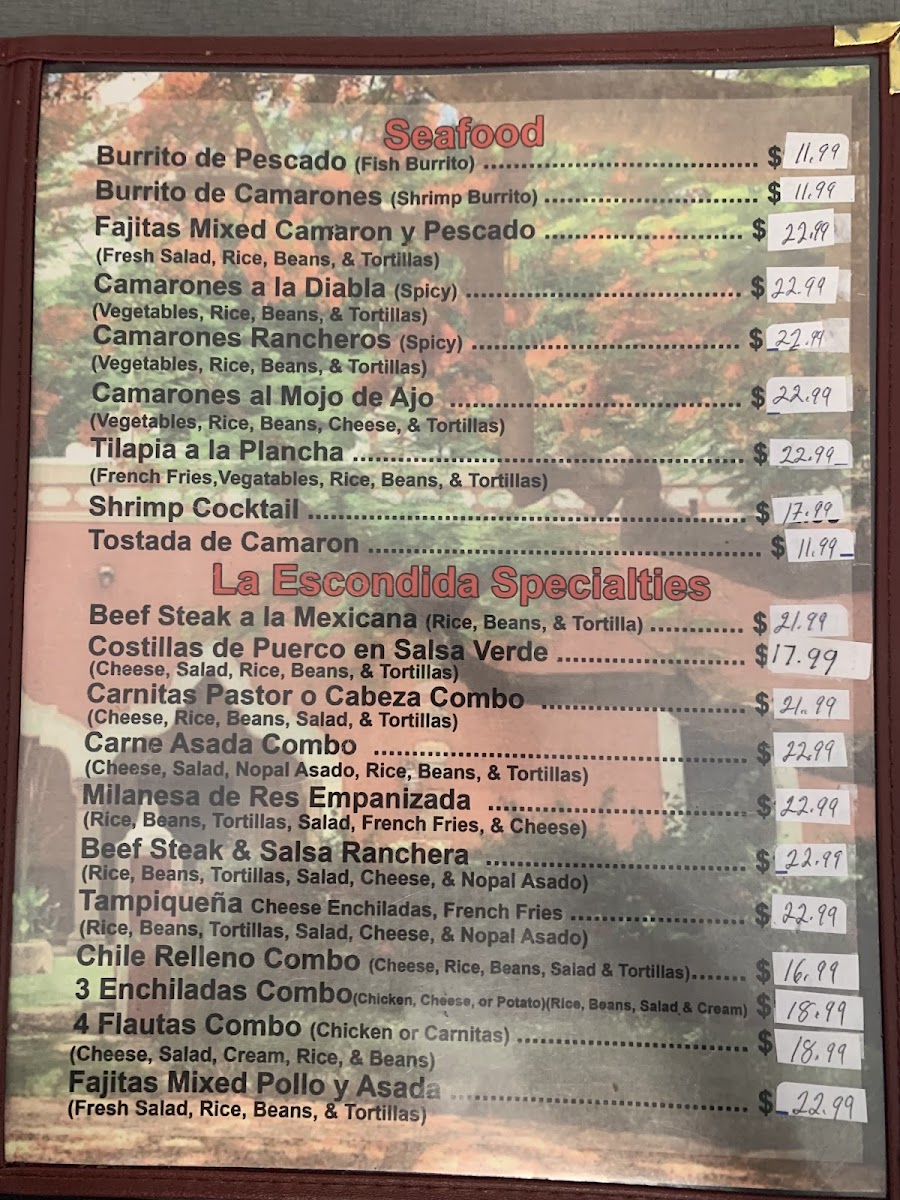 Seafood
Burrito de Pescado (Fish Burrito) ........................................ $ 11.99
Burrito de Camarones (Shrimp Burrito) ................................ $ 11.99
Fajitas Mixed Camaron y Pescado ............................. $ 22.99
(Fresh Salad, Rice, Beans, & Tortillas)
Camarones a la Diabla (Spicy) ........................................ $ 22.99
(Vegetables, Rice, Beans, & Tortillas)
Camarones Rancheros (Spicy) ....................................... $ 22.99
(Vegetables, Rice, Beans, & Tortillas)
Camarones al Mojo de Ajo .......................................... $ 22.99
(Vegetables, Rice, Beans, Cheese, & Tortillas)
Tilapia a la Plancha ......................................................... $ 22.99
(French Fries,Vegatables, Rice, Beans, & Tortillas)
Shrimp Cocktail ................................................................ $ 17.99
Tostada de Camaron ......................................................... $ 11.99
La Escondida Specialties
Beef Steak a la Mexicana (Rice, Beans, & Tortilla) ............. $ 21.99
Costillas de Puerco en Salsa Verde ........................... $17.99
(Cheese, Salad, Rice, Beans, & Tortillas)
Carnitas Pastor o Cabeza Combo ............................. $ 21.99
(Cheese, Rice, Beans, Salad, & Tortillas)
Carne Asada Combo ...................................................... $ 22.99
(Cheese, Salad, Nopal Asado, Rice, Beans, & Tortillas)
Milanesa de Res Empanizada ..................................... $ 22.99
(Rice, Beans, Tortillas, Salad, French Fries, & Cheese)
Beef Steak & Salsa Ranchera ..................................... $ 22.99
(Rice, Beans, Tortillas, Salad, Cheese, & Nopal Asado)
Tampiqueña Cheese Enchiladas, French Fries ......................... $ 22.99
(Rice, Beans, Tortillas, Salad, Cheese, & Nopal Asado)
Chile Relleno Combo (Cheese, Rice, Beans, Salad & Tortillas)....... $ 16.99
3 Enchiladas Combo(Chicken, Cheese, or Potato)(Rice, Beans, Salad & Cream) $ 18.99
4 Flautas Combo (Chicken or Carnitas) .................................. $ 18.99
(Cheese, Salad, Cream, Rice, & Beans)
Fajitas Mixed Pollo y Asada ........................................... $ 22.99
(Fresh Salad, Rice, Beans, & Tortillas)